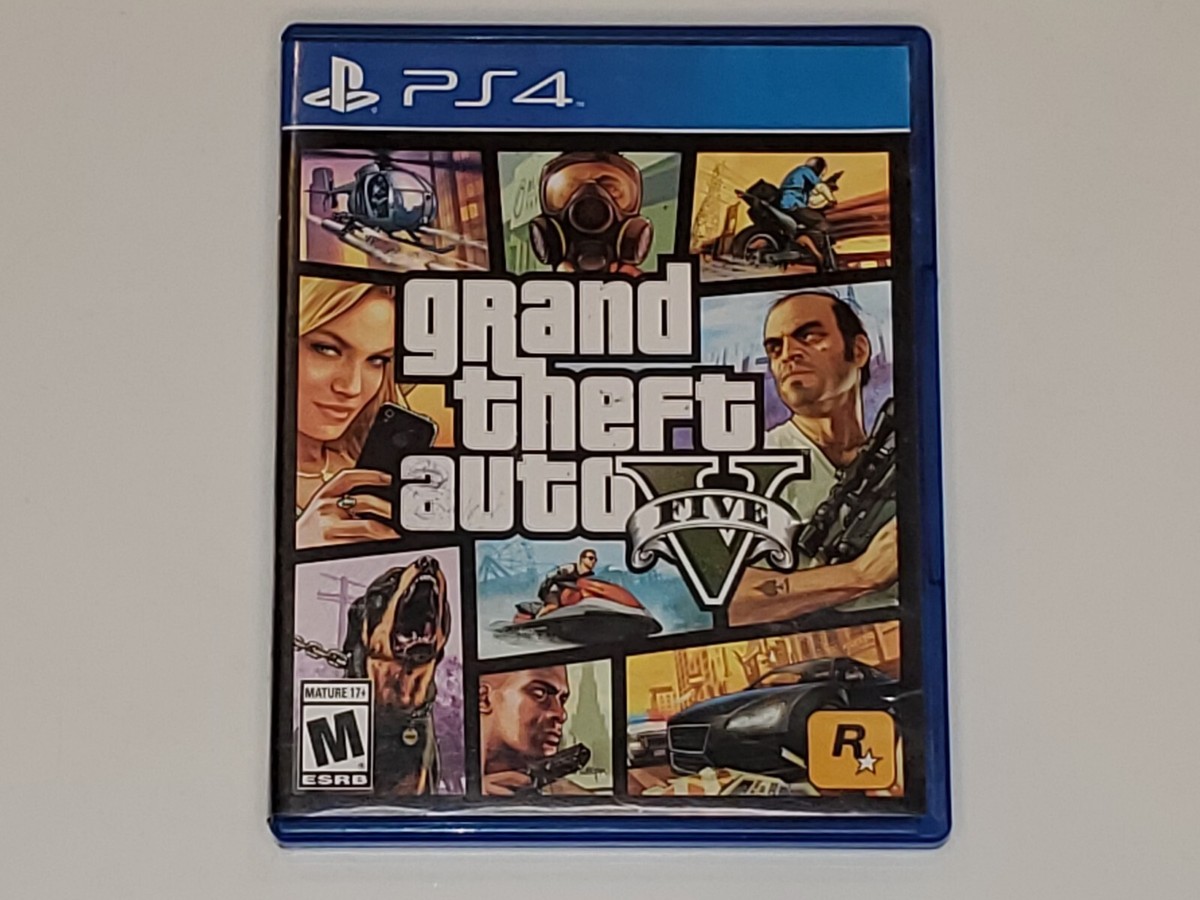 PS4
grand
theft
auto V
FIVE
MATURE 17+
M
ESRB
R